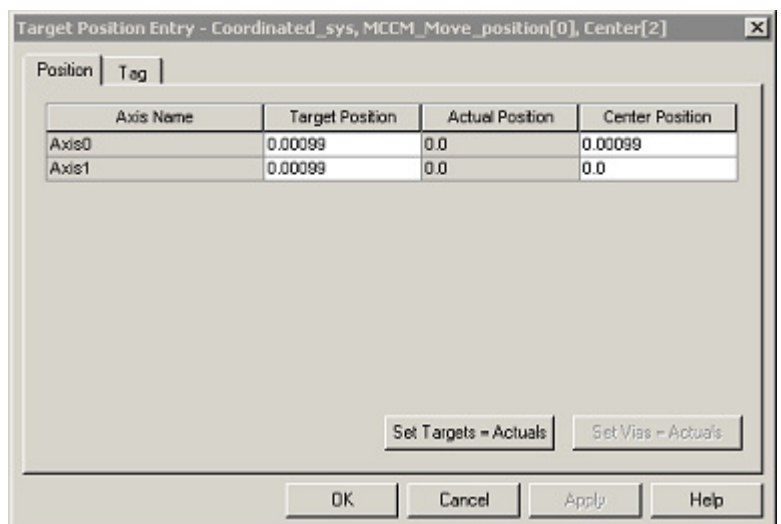 Target Position Entry - Coordinated_sys, MCCM_Move_position[0], Center[2]
Position Tag
Axis Name Target Position Actual Position Center Position
Axis0 0.00099 0.0 0.00099
Axis1 0.00099 0.0 0.0
Set Targets = Actuals Set Vias = Actuals
OK Cancel Apply Help